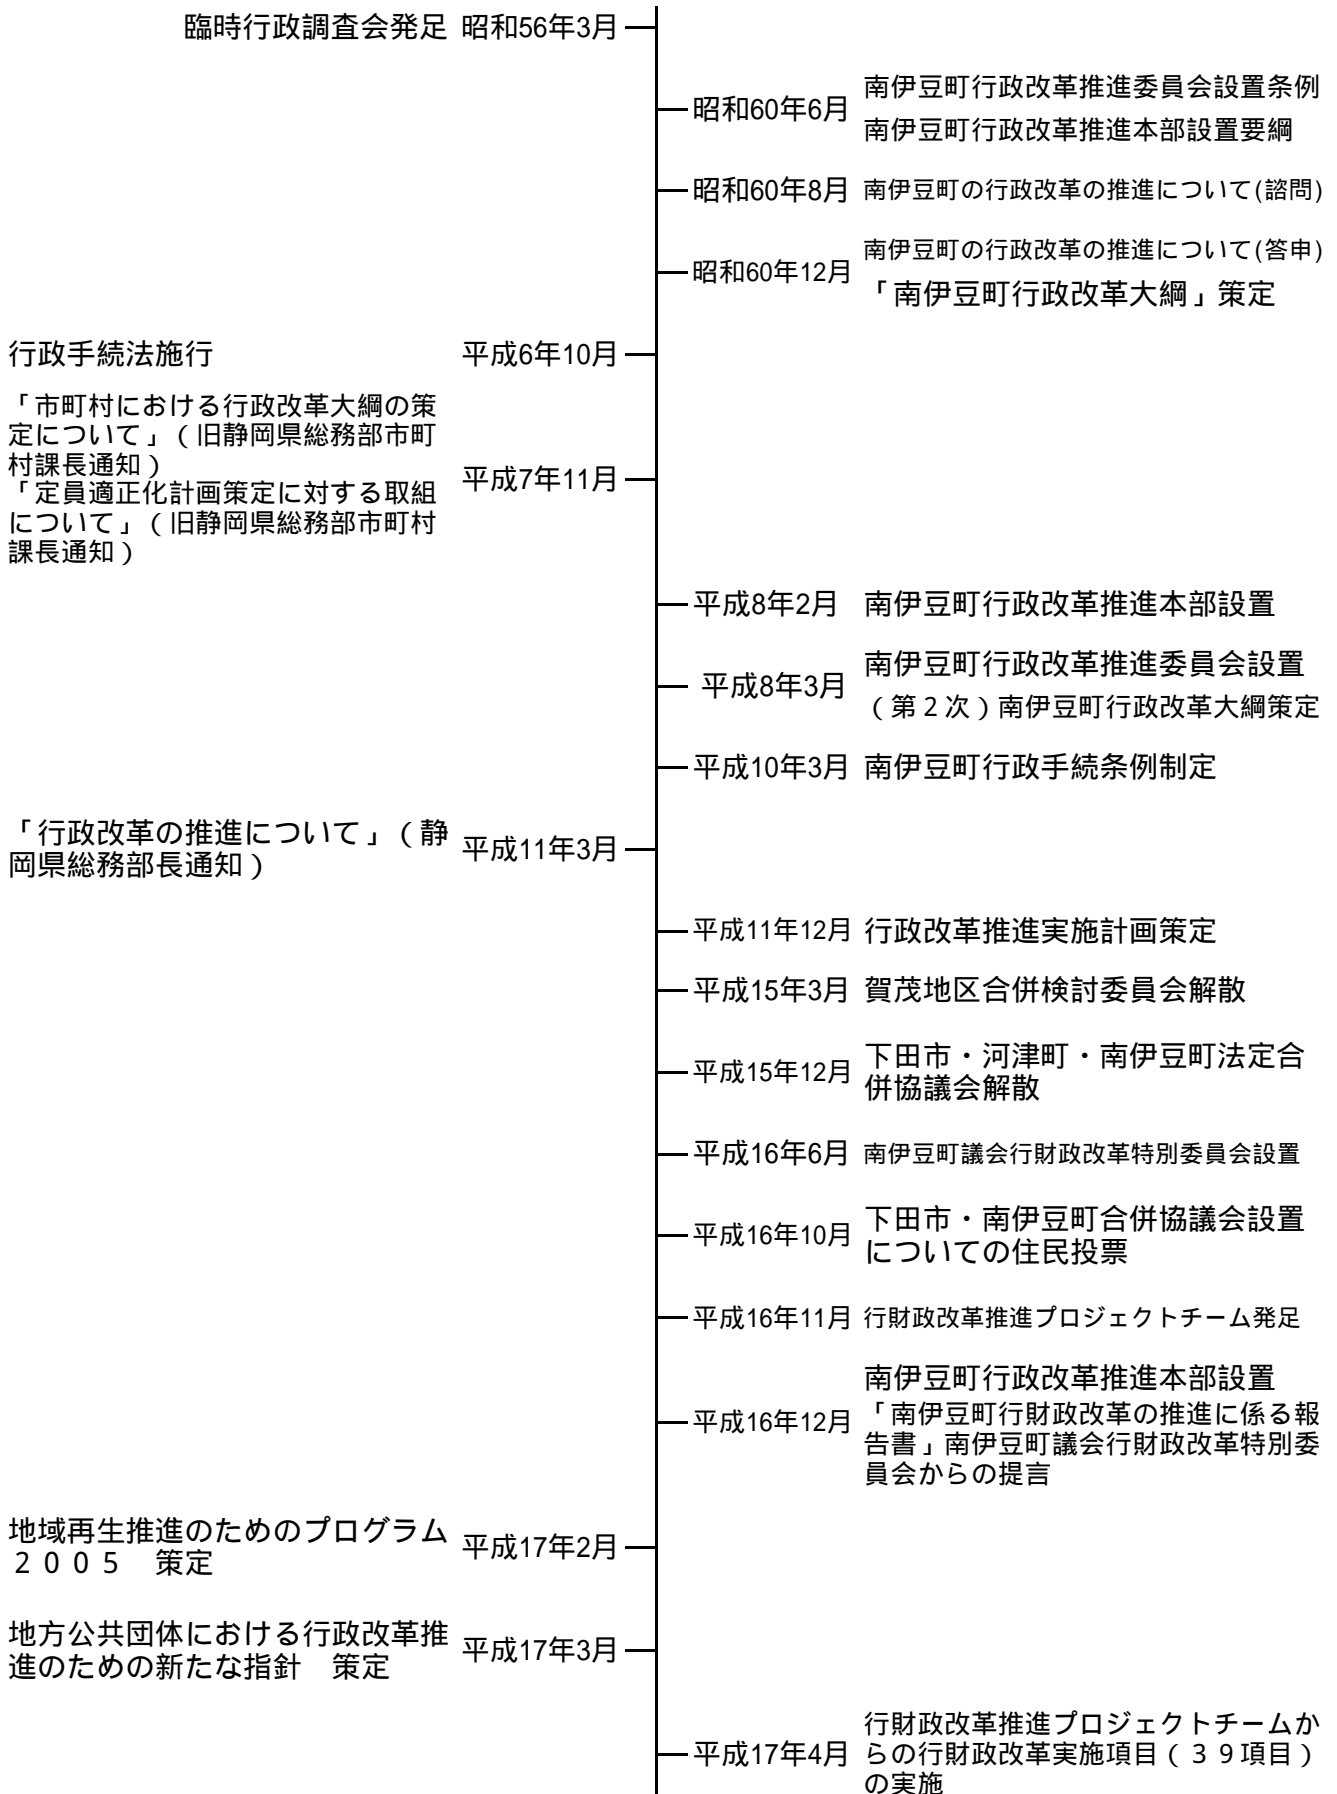 臨時行政調査会発足 昭和56年3月
昭和60年6月
南伊豆町行政改革推進委員会設置条例
南伊豆町行政改革推進本部設置要綱
昭和60年8月 南伊豆町の行政改革の推進について(諮問)
昭和60年12月
南伊豆町の行政改革の推進について(答申)
「南伊豆町行政改革大綱」策定
行政手続法施行 平成6年10月
「市町村における行政改革大綱の策
定について」（旧静岡県総務部市町
村課長通知）
「定員適正化計画策定に対する取組
について」（旧静岡県総務部市町村
課長通知）
平成7年11月
平成8年2月 南伊豆町行政改革推進本部設置
平成8年3月
南伊豆町行政改革推進委員会設置
（第２次）南伊豆町行政改革大綱策定
平成10年3月 南伊豆町行政手続条例制定
「行政改革の推進について」（静
岡県総務部長通知）
平成11年3月
平成11年12月 行政改革推進実施計画策定
平成15年3月 賀茂地区合併検討委員会解散
平成15年12月
下田市・河津町・南伊豆町法定合
併協議会解散
平成16年6月 南伊豆町議会行財政改革特別委員会設置
平成16年10月
下田市・南伊豆町合併協議会設置
についての住民投票
平成16年11月 行財政改革推進プロジェクトチーム発足
平成16年12月
南伊豆町行政改革推進本部設置
「南伊豆町行財政改革の推進に係る報
告書」南伊豆町議会行財政改革特別委
員会からの提言
地域再生推進のためのプログラム
２００５　策定
平成17年2月
地方公共団体における行政改革推
進のための新たな指針　策定
平成17年3月
平成17年4月
行財政改革推進プロジェクトチームか
らの行財政改革実施項目（３９項目）
の実施